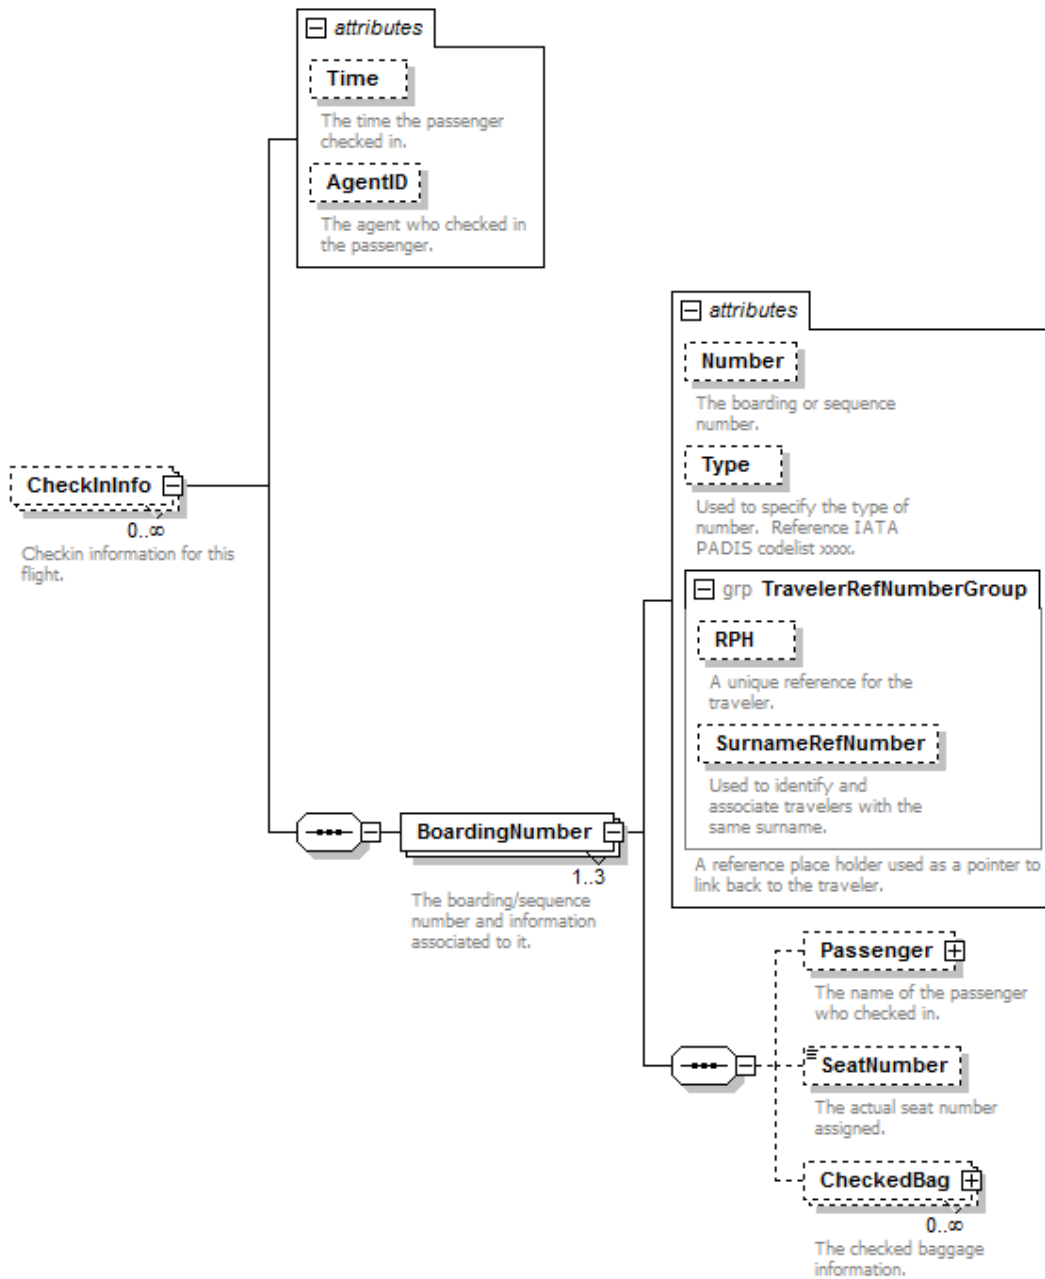 attributes
Time
The time the passenger
checked in.
AgentID
The agent who checked in
the passenger.
CheckInInfo
0..∞
Checkin information for this
flight.
attributes
Number
The boarding or sequence
number.
Type
Used to specify the type of
number. Reference IATA
PADIS codelist xxxx.
grp TravelerRefNumberGroup
RPH
A unique reference for the
traveler.
SurnameRefNumber
Used to identify and
associate travelers with the
same surname.
A reference place holder used as a pointer to
link back to the traveler.
BoardingNumber
1..3
The boarding/sequence
number and information
associated to it.
Passenger
The name of the passenger
who checked in.
SeatNumber
The actual seat number
assigned.
CheckedBag
0..∞
The checked baggage
information.